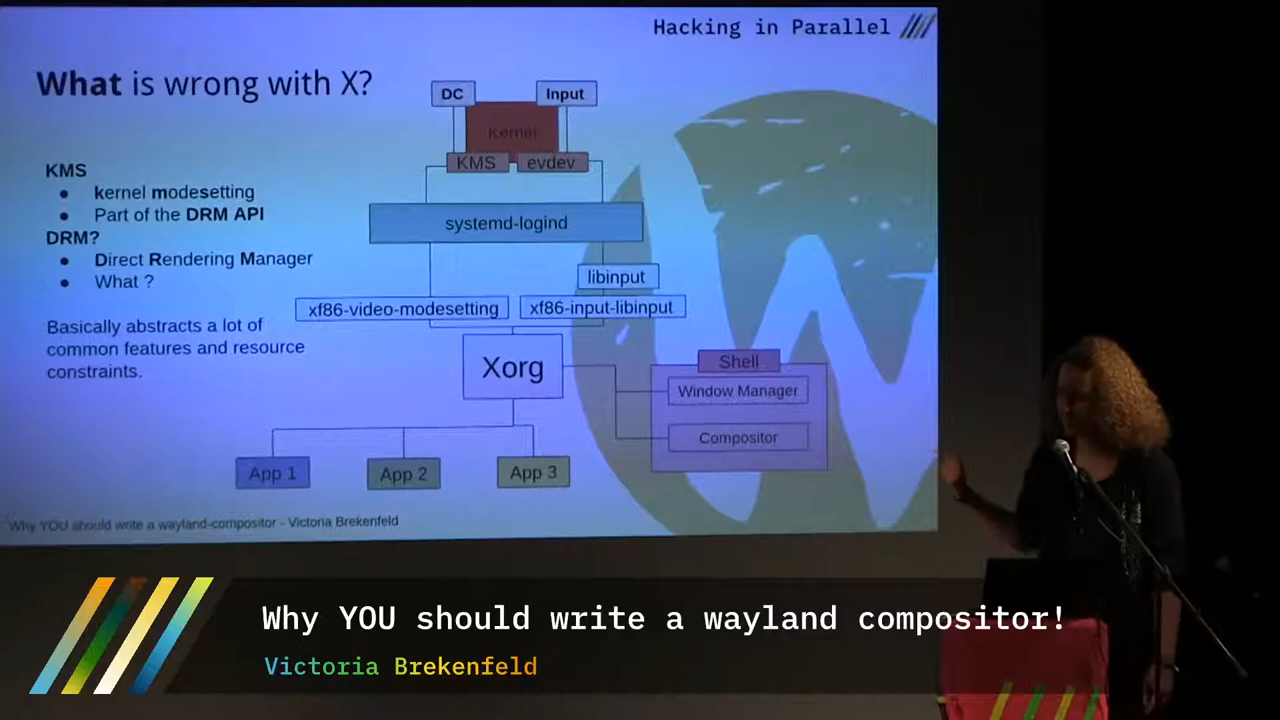 Hacking in Parallel
What is wrong with X?
KMS
kernel modesetting
Part of the DRM API
DRM?
Direct Rendering Manager
What ?
Basically abstracts a lot of
common features and resource
constraints.
DC
Input
Kernel
KMS
evdev
systemd-logind
libinput
xf86-video-modesetting
xf86-input-libinput
Xorg
Shell
Window Manager
Compositor
App 1
App 2
App 3
Why YOU should write a wayland-compositor - Victoria Brekenfeld
Why YOU should write a wayland compositor!
Victoria Brekenfeld